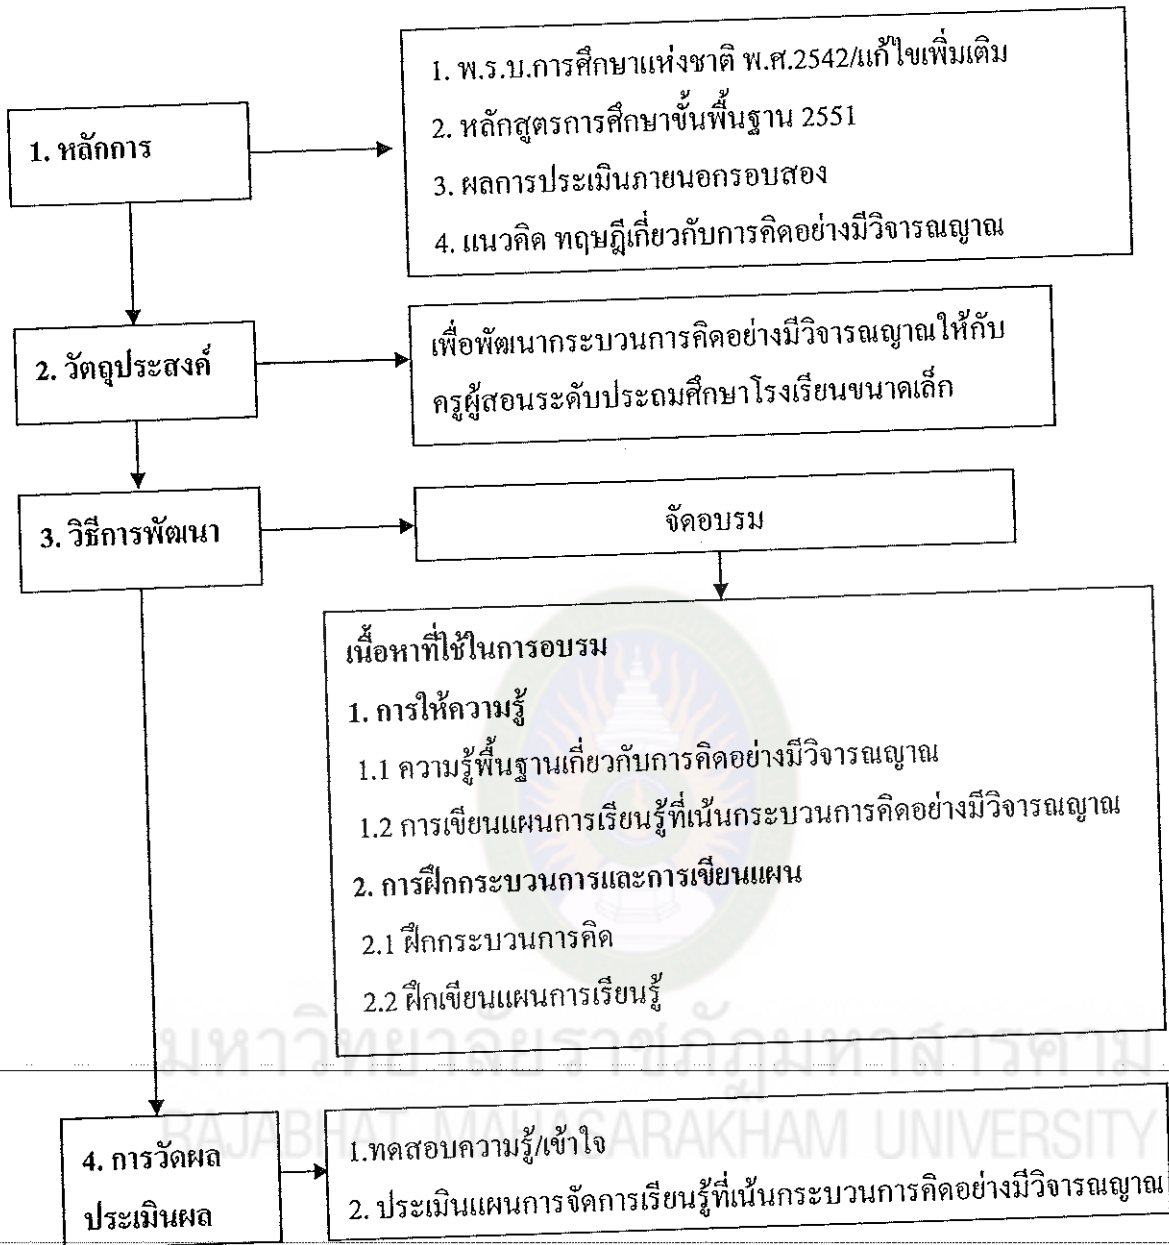 1. หลักการ
1. พ.ร.บ.การศึกษาแห่งชาติ พ.ศ.2542/แก้ไขเพิ่มเติม
2. หลักสูตรการศึกษาขั้นพื้นฐาน 2551
3. ผลการประเมินภายนอกรอบสอง
4. แนวคิด ทฤษฎีเกี่ยวกับการคิดอย่างมีวิจารณญาณ
2. วัตถุประสงค์
เพื่อพัฒนากระบวนการคิดอย่างมีวิจารณญาณให้กับ
ครูผู้สอนระดับประถมศึกษาโรงเรียนขนาดเล็ก
3. วิธีการพัฒนา
จัดอบรม
เนื้อหาที่ใช้ในการอบรม
1. การให้ความรู้
1.1 ความรู้พื้นฐานเกี่ยวกับการคิดอย่างมีวิจารณญาณ
1.2 การเขียนแผนการเรียนรู้ที่เน้นกระบวนการคิดอย่างมีวิจารณญาณ
2. การฝึกกระบวนการและการเขียนแผน
2.1 ฝึกกระบวนการคิด
2.2 ฝึกเขียนแผนการเรียนรู้
มหาวิทยาลัยราชภัฏมหาสารคาม
RAJABHAT MAHASARAKHAM UNIVERSITY
4. การวัดผล
ประเมินผล
1.ทดสอบความรู้/เข้าใจ
2. ประเมินแผนการจัดการเรียนรู้ที่เน้นกระบวนการคิดอย่างมีวิจารณญาณ